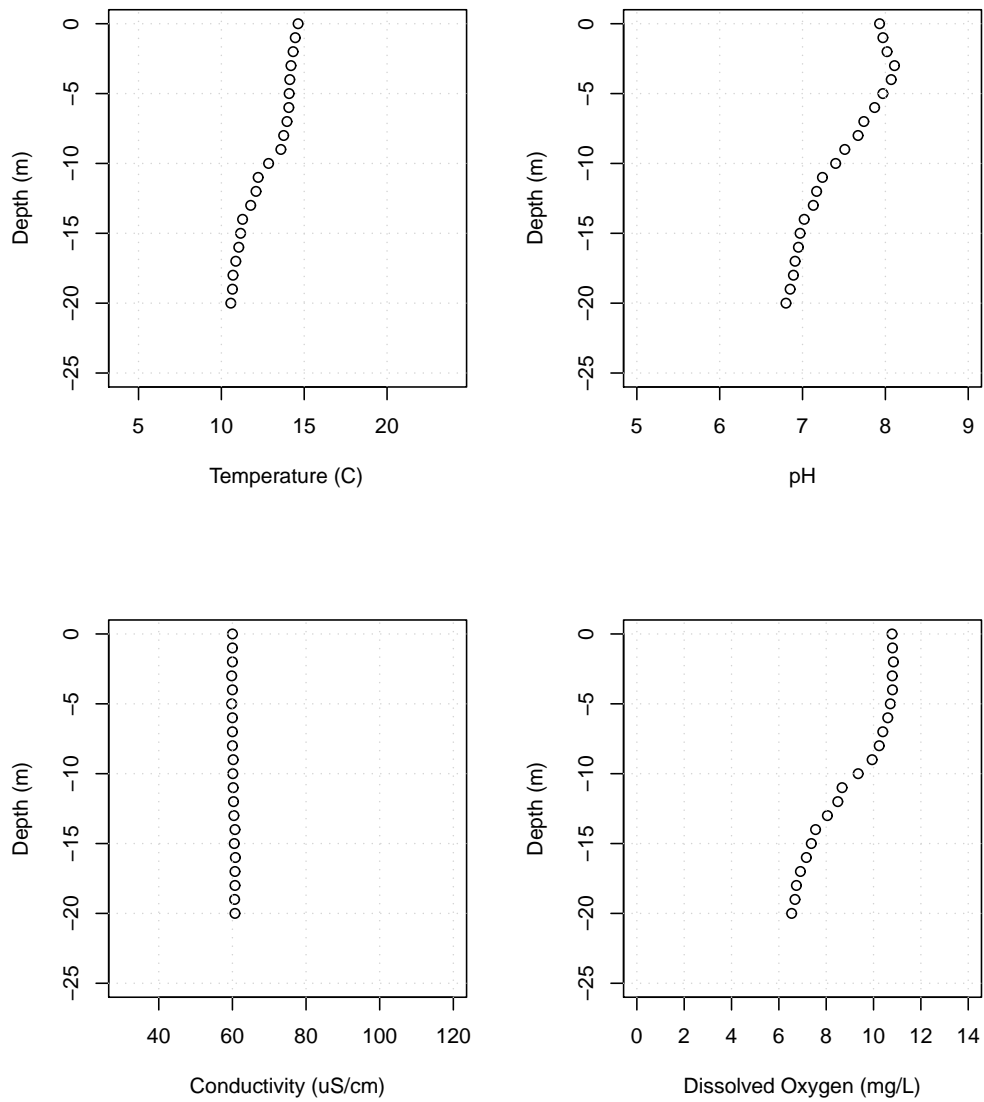 0
−5
−10
−15
−20
−25
Depth (m)
5 10 15 20
Temperature (C)
0
−5
−10
−15
−20
−25
Depth (m)
5 6 7 8 9
pH
0
−5
−10
−15
−20
−25
Depth (m)
40 60 80 100 120
Conductivity (uS/cm)
0
−5
−10
−15
−20
−25
Depth (m)
0 2 4 6 8 10 12 14
Dissolved Oxygen (mg/L)